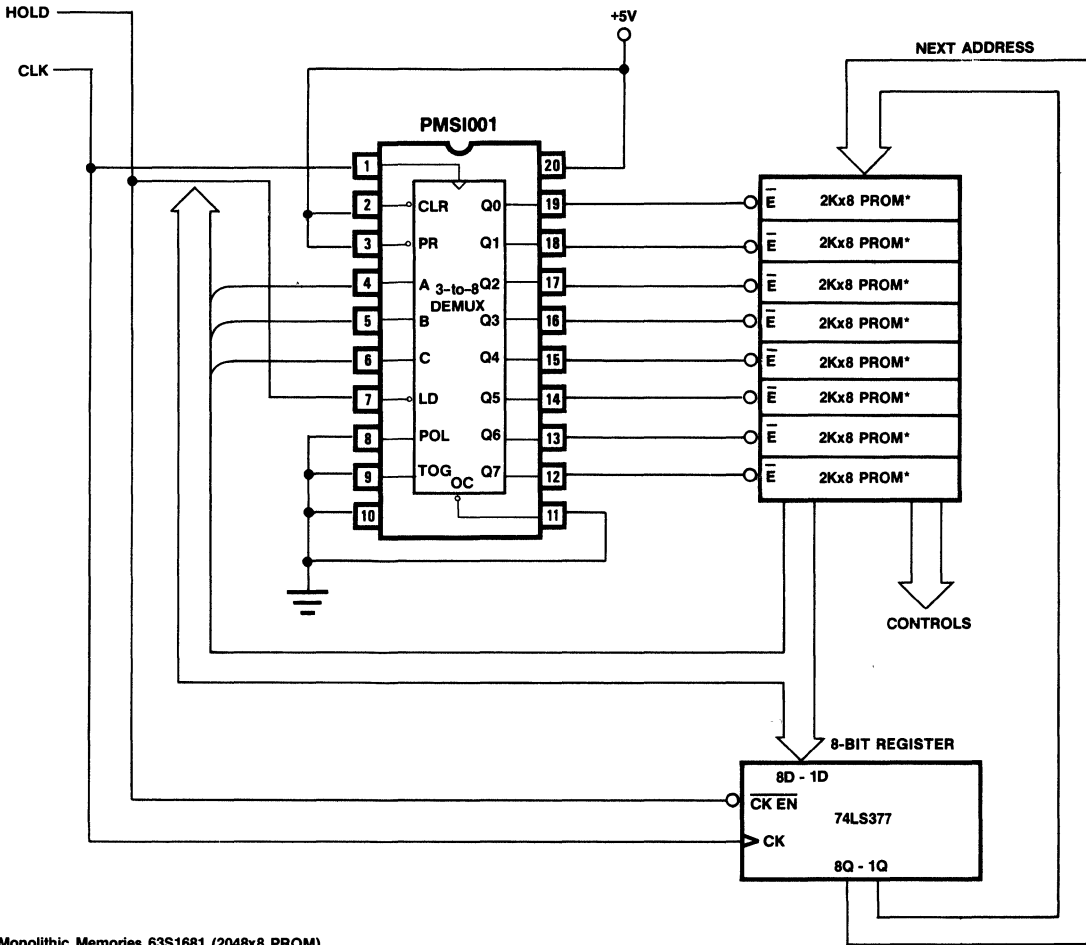 HOLD
CLK
+5V
NEXT ADDRESS
PMSI001
1
20
2
CLR
Q0
19
E
2Kx8 PROM*
3
PR
Q1
18
E
2Kx8 PROM*
4
A
3-to-8
Q2
17
E
2Kx8 PROM*
DEMUX
5
B
Q3
16
E
2Kx8 PROM*
6
C
Q4
15
E
2Kx8 PROM*
7
LD
Q5
14
E
2Kx8 PROM*
8
POL
Q6
13
E
2Kx8 PROM*
9
TOG
Q7
12
E
2Kx8 PROM*
OC
10
11
CONTROLS
8-BIT REGISTER
8D - 1D
CK EN
74LS377
CK
8Q - 1Q
Monolithic Memories 63S1681 (2048x8 PROM)